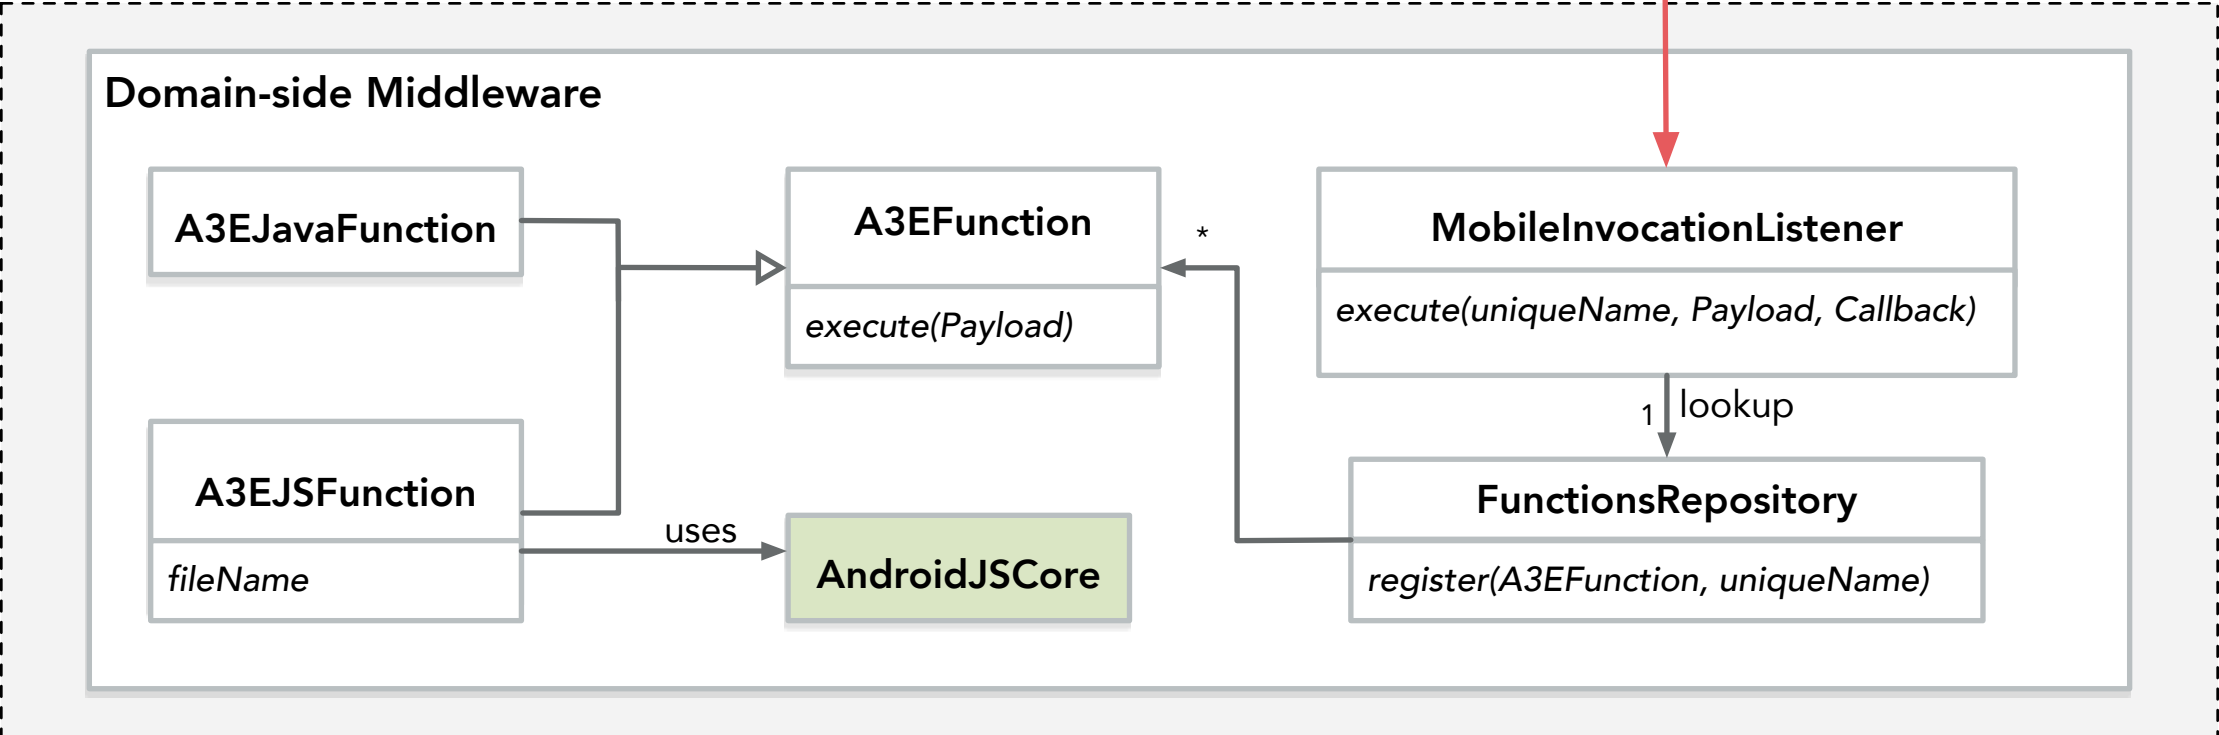 Domain-side Middleware
A3EJavaFunction
A3EFunction
execute(Payload)
*
MobileInvocationListener
execute(uniqueName, Payload, Callback)
1
lookup
A3EJSFunction
fileName
uses
AndroidJSCore
FunctionsRepository
register(A3EFunction, uniqueName)